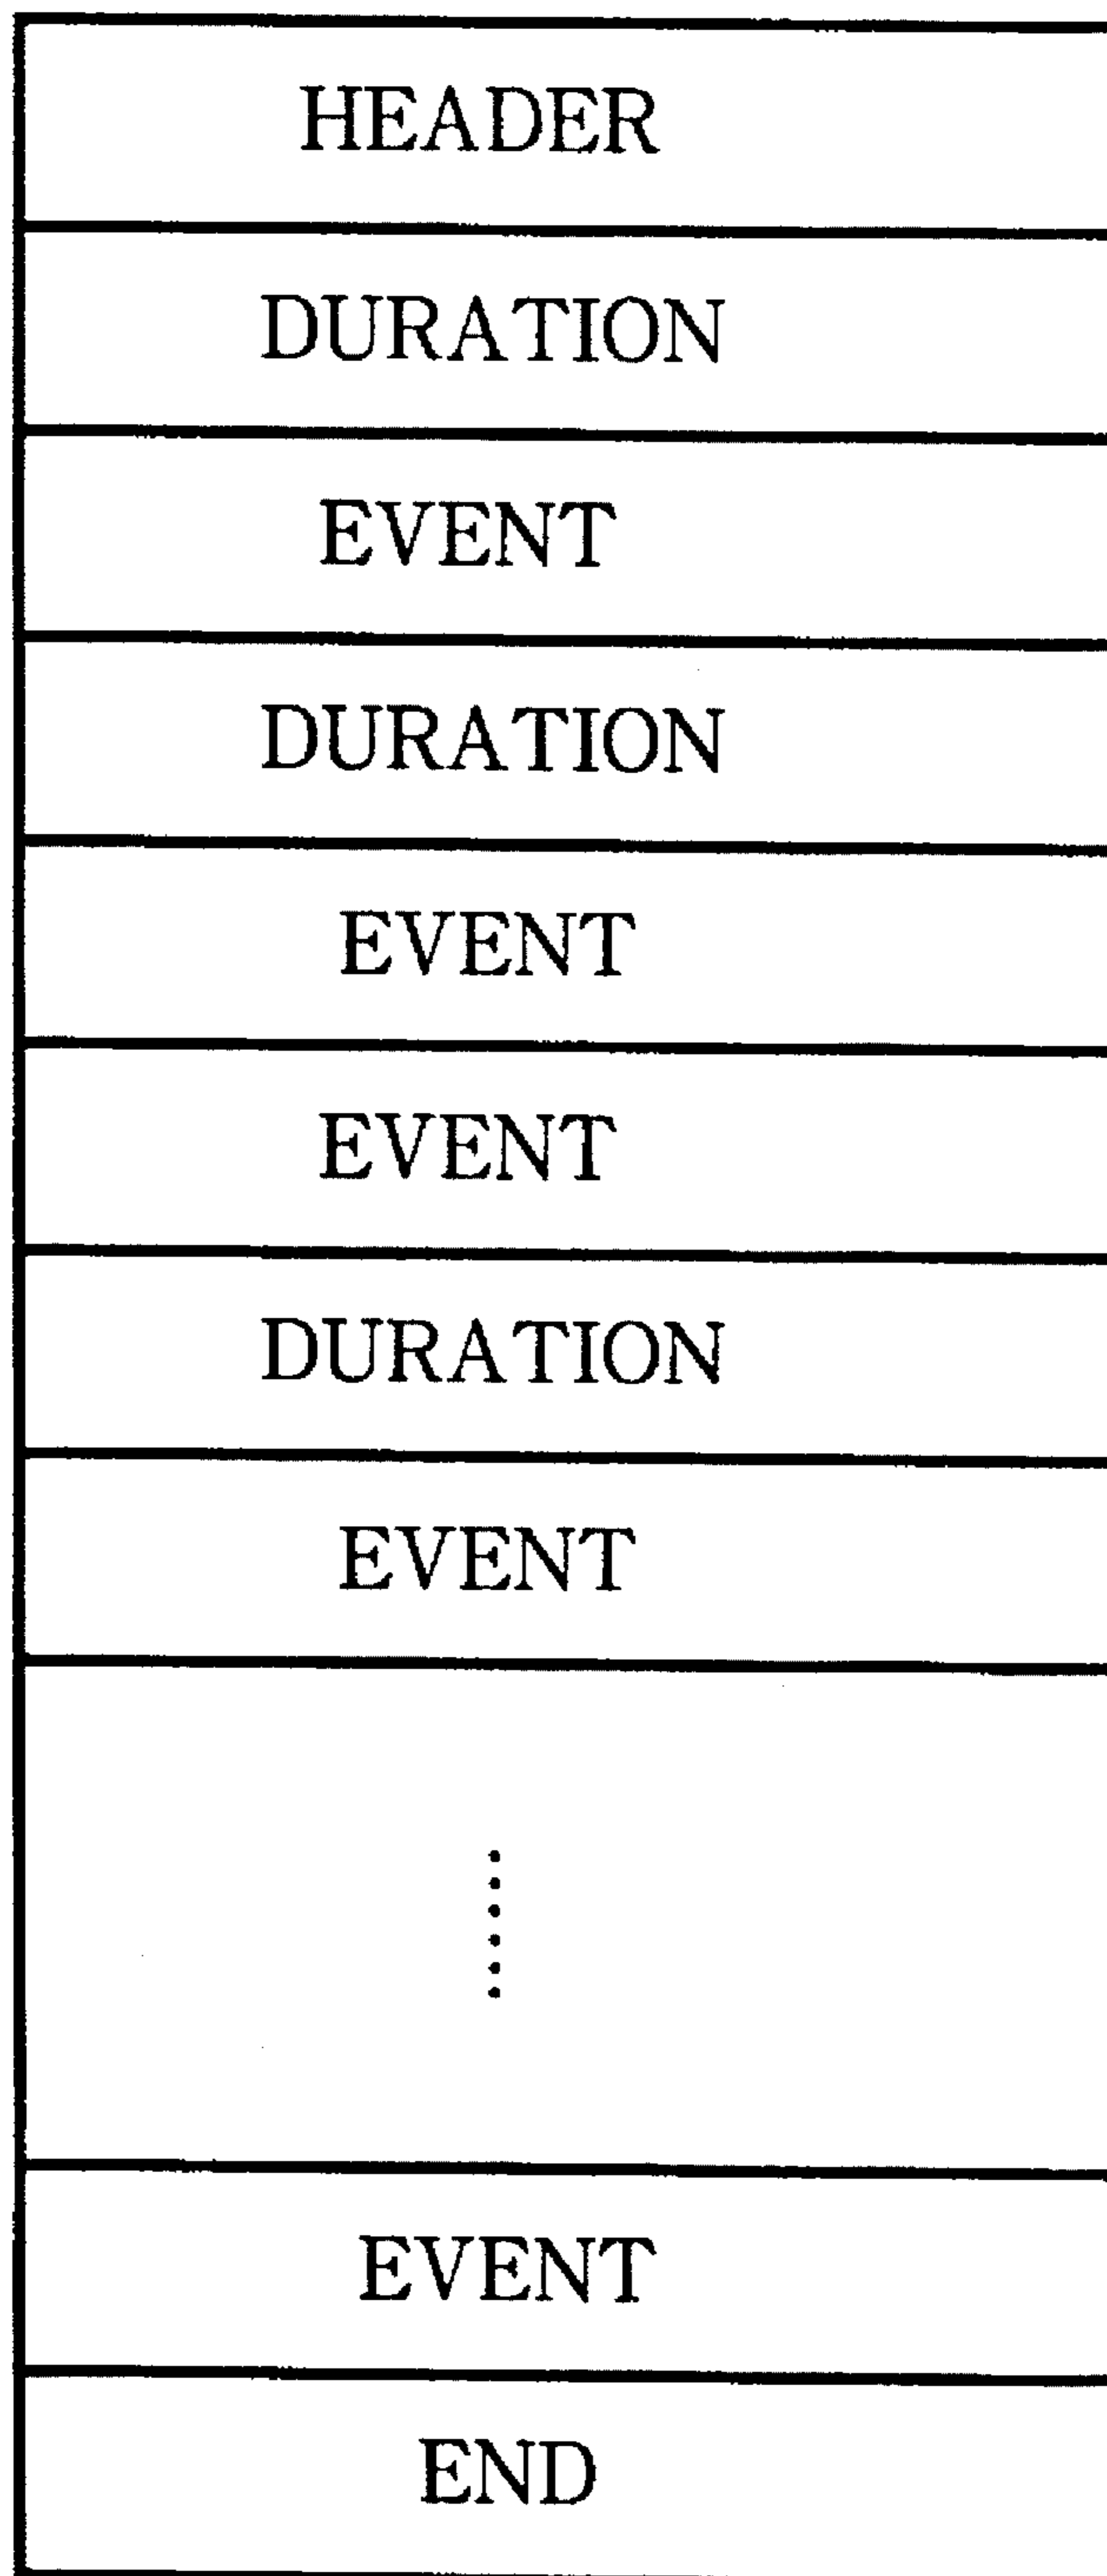 HEADER
DURATION
EVENT
DURATION
EVENT
EVENT
DURATION
EVENT
⋮
EVENT
END